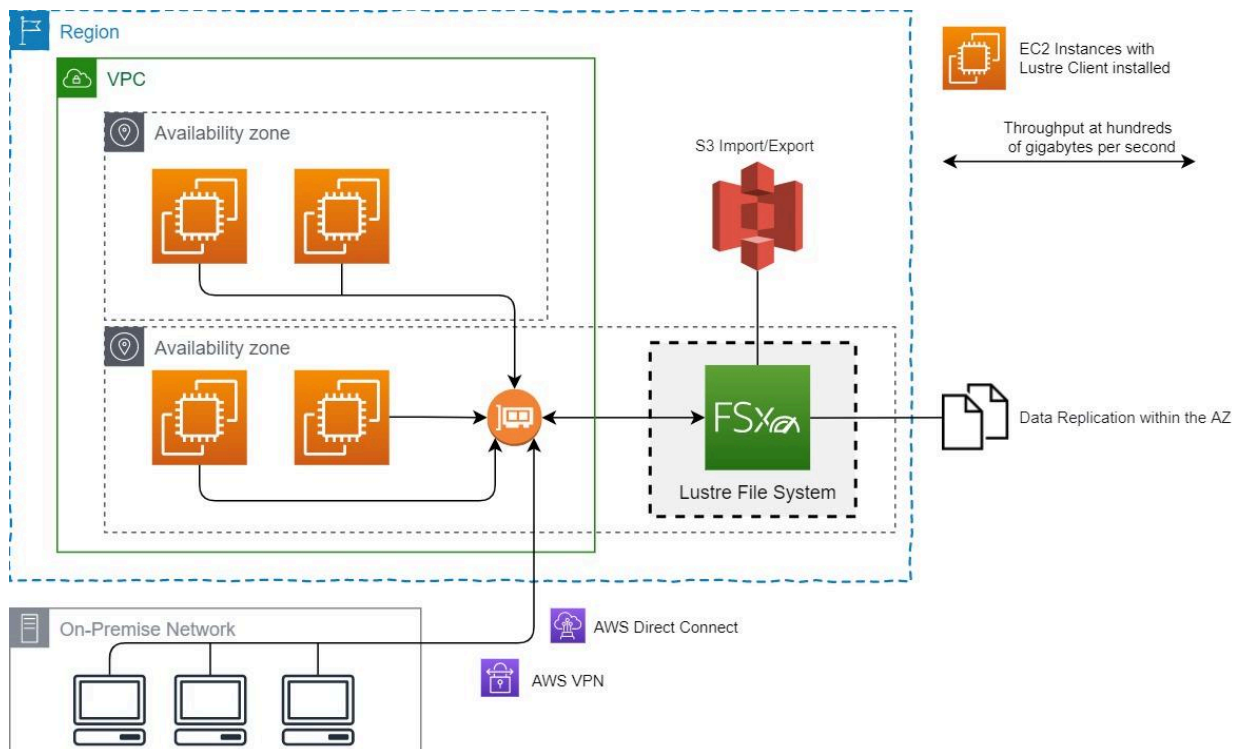 Region
VPC
Availability zone
EC2 Instances with
Lustre Client installed
Throughput at hundreds
of gigabytes per second
S3 Import/Export
Availability zone
FSx
Lustre File System
Data Replication within the AZ
On-Premise Network
AWS Direct Connect
AWS VPN